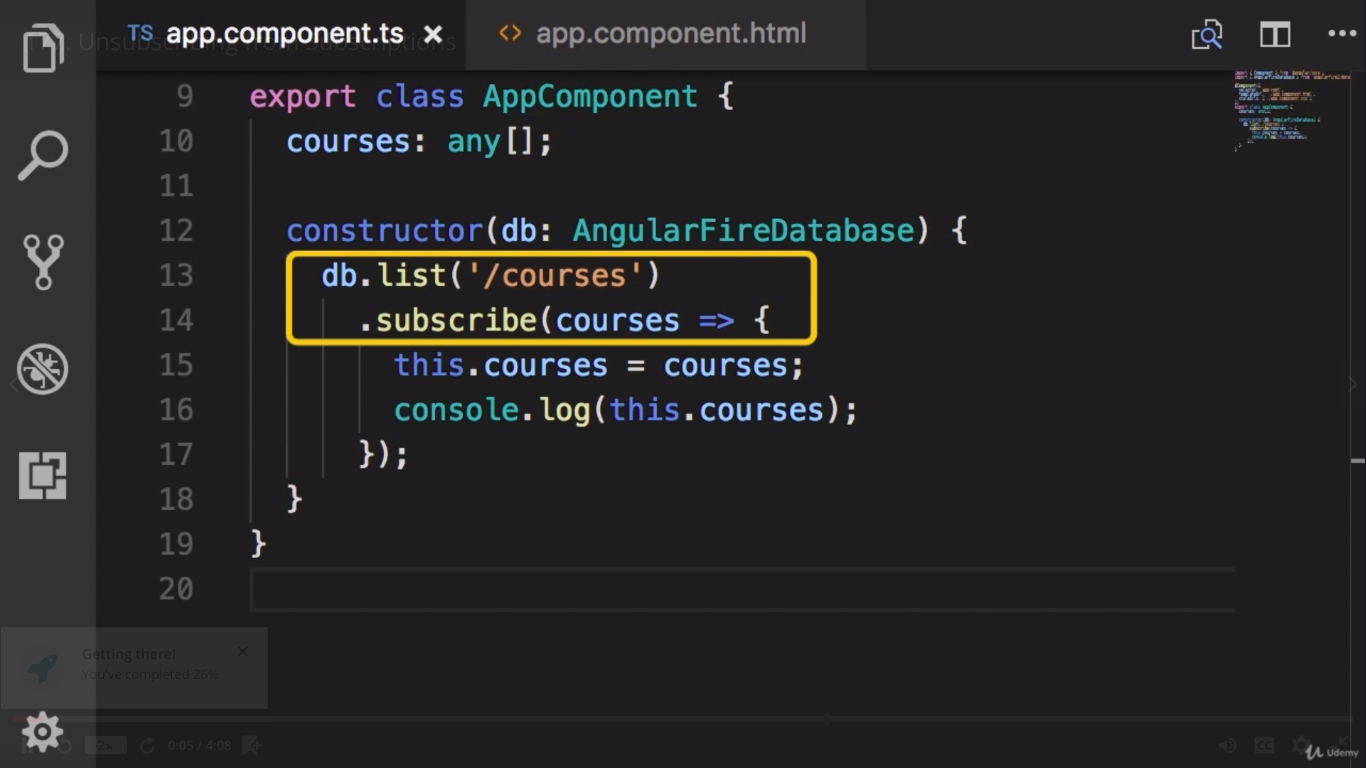 TS app.component.ts × <> app.component.html
Unsubscribing from Subscriptions
9 export class AppComponent {
10 courses: any[];
11
12 constructor(db: AngularFireDatabase) {
13 db.list('/courses')
14 .subscribe(courses => {
15 this.courses = courses;
16 console.log(this.courses);
17 });
18 }
19 }
20
Getting there!
You've completed 26%
2x 0:05 / 4:08
CC
Udemy